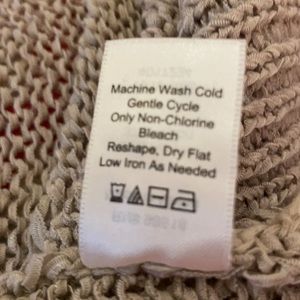 Machine Wash Cold
Gentle Cycle
Only Non-Chlorine
Bleach
Reshape, Dry Flat
Low Iron As Needed